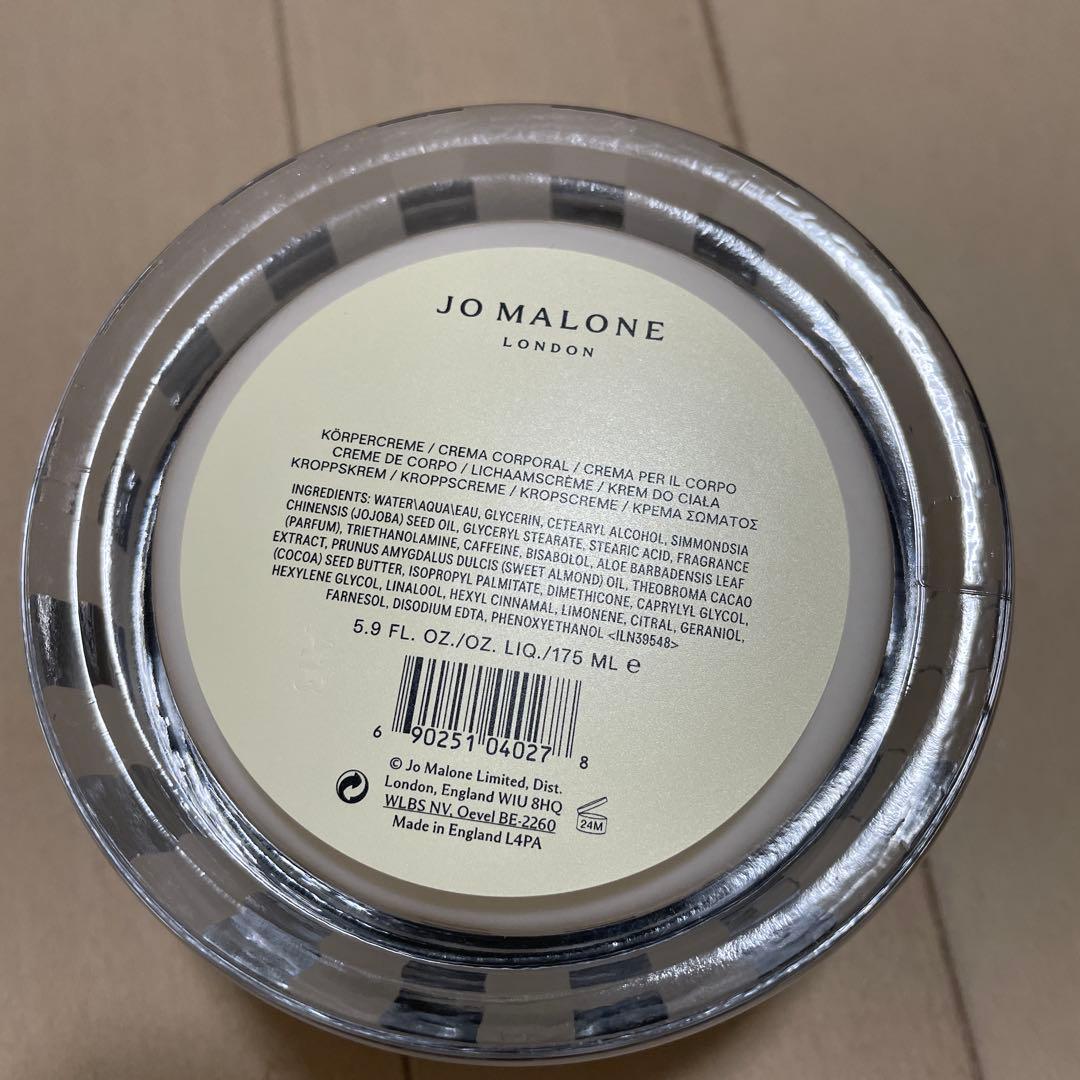 JO MALONE
LONDON
KÖRPERCREME / CREMA CORPORAL / CREMA PER IL CORPO
CREME DE CORPO / LICHAAMSCRÈME / KREM DO CIAŁA
KROPPSKREM / KROPPSCREME / KROPSCREME / ΚΡΕΜΑ ΣΩΜΑΤΟΣ
INGREDIENTS: WATER\AQUA\EAU, GLYCERIN, CETEARYL ALCOHOL, SIMMONDSIA
CHINENSIS (JOJOBA) SEED OIL, GLYCERYL STEARATE, STEARIC ACID, FRAGRANCE
(PARFUM), TRIETHANOLAMINE, CAFFEINE, BISABOLOL, ALOE BARBADENSIS LEAF
EXTRACT, PRUNUS AMYGDALUS DULCIS (SWEET ALMOND) OIL, THEOBROMA CACAO
(COCOA) SEED BUTTER, ISOPROPYL PALMITATE, DIMETHICONE, CAPRYLYL GLYCOL,
HEXYLENE GLYCOL, LINALOOL, HEXYL CINNAMAL, LIMONENE, CITRAL, GERANIOL,
FARNESOL, DISODIUM EDTA, PHENOXYETHANOL <ILN39548>
5.9 FL. OZ./OZ. LIQ./175 ML ℮
6 90251 04027 8
© Jo Malone Limited, Dist.
London, England W1U 8HQ
WLBS NV, Oevel BE-2260
Made in England L4PA
24M